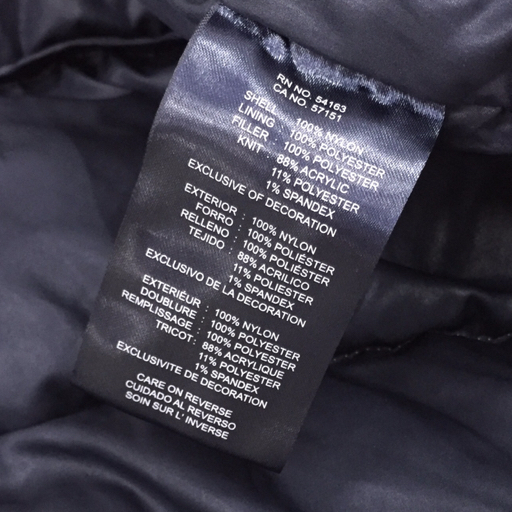 RN NO. 54163
CA NO. 57151
SHELL : 100% NYLON
LINING : 100% POLYESTER
FILLER : 100% POLYESTER
KNIT : 88% ACRYLIC
11% POLYESTER
1% SPANDEX
EXCLUSIVE OF DECORATION
EXTERIOR : 100% NYLON
FORRO : 100% POLIÉSTER
RELLENO : 100% POLIÉSTER
TEJIDO : 88% ACRILICO
11% POLIESTER
1% SPANDEX
EXCLUSIVO DE LA DECORATION
EXTERIEUR : 100% NYLON
DOUBLURE : 100% POLYESTER
REMPLISSAGE : 100% POLYESTER
TRICOT: 88% ACRYLIQUE
11% POLYESTER
1% SPANDEX
EXCLUSIVITE DE DECORATION
CARE ON REVERSE
CUIDADO AL REVERSO
SOIN SUR L' INVERSE